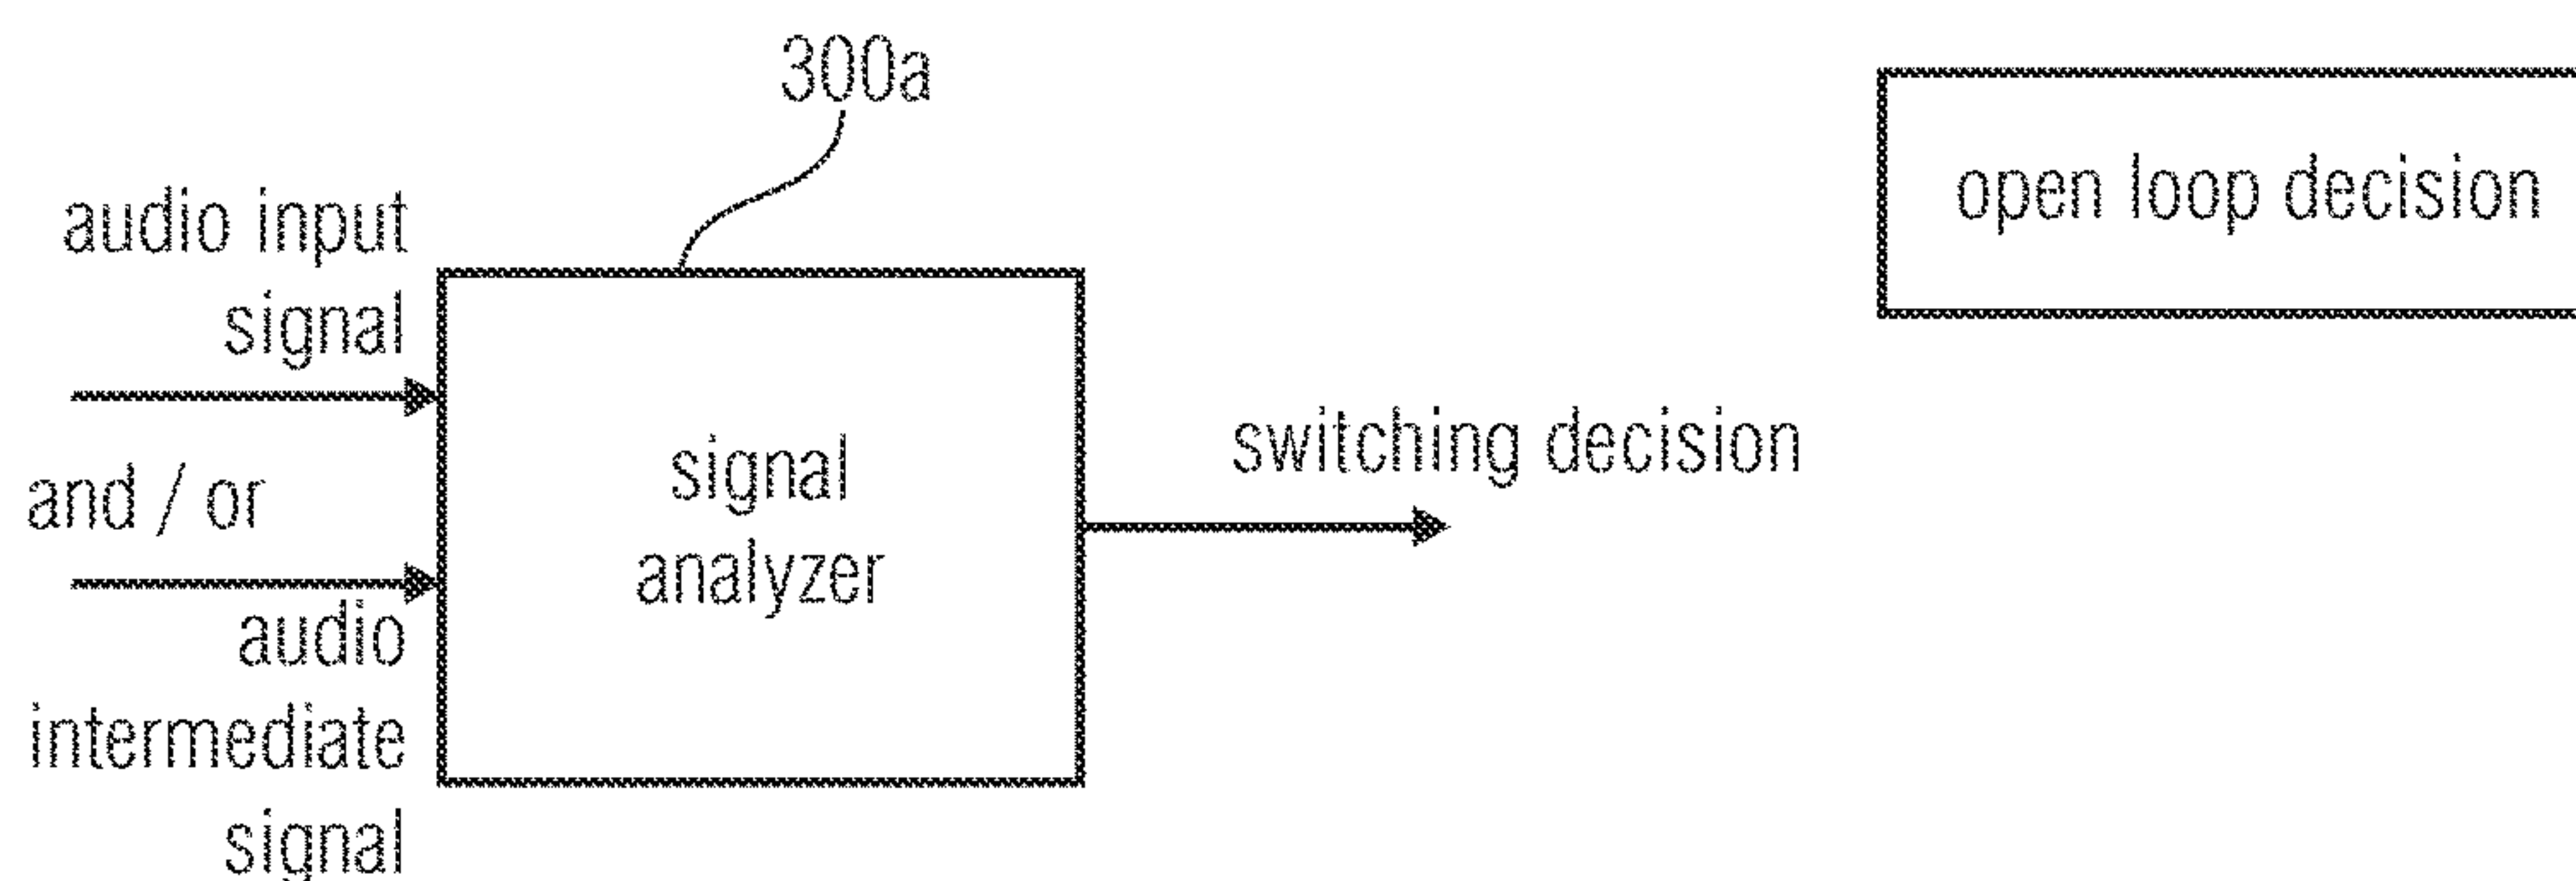 300a
open loop decision
audio input
signal
and / or
audio
intermediate
signal
signal
analyzer
switching decision